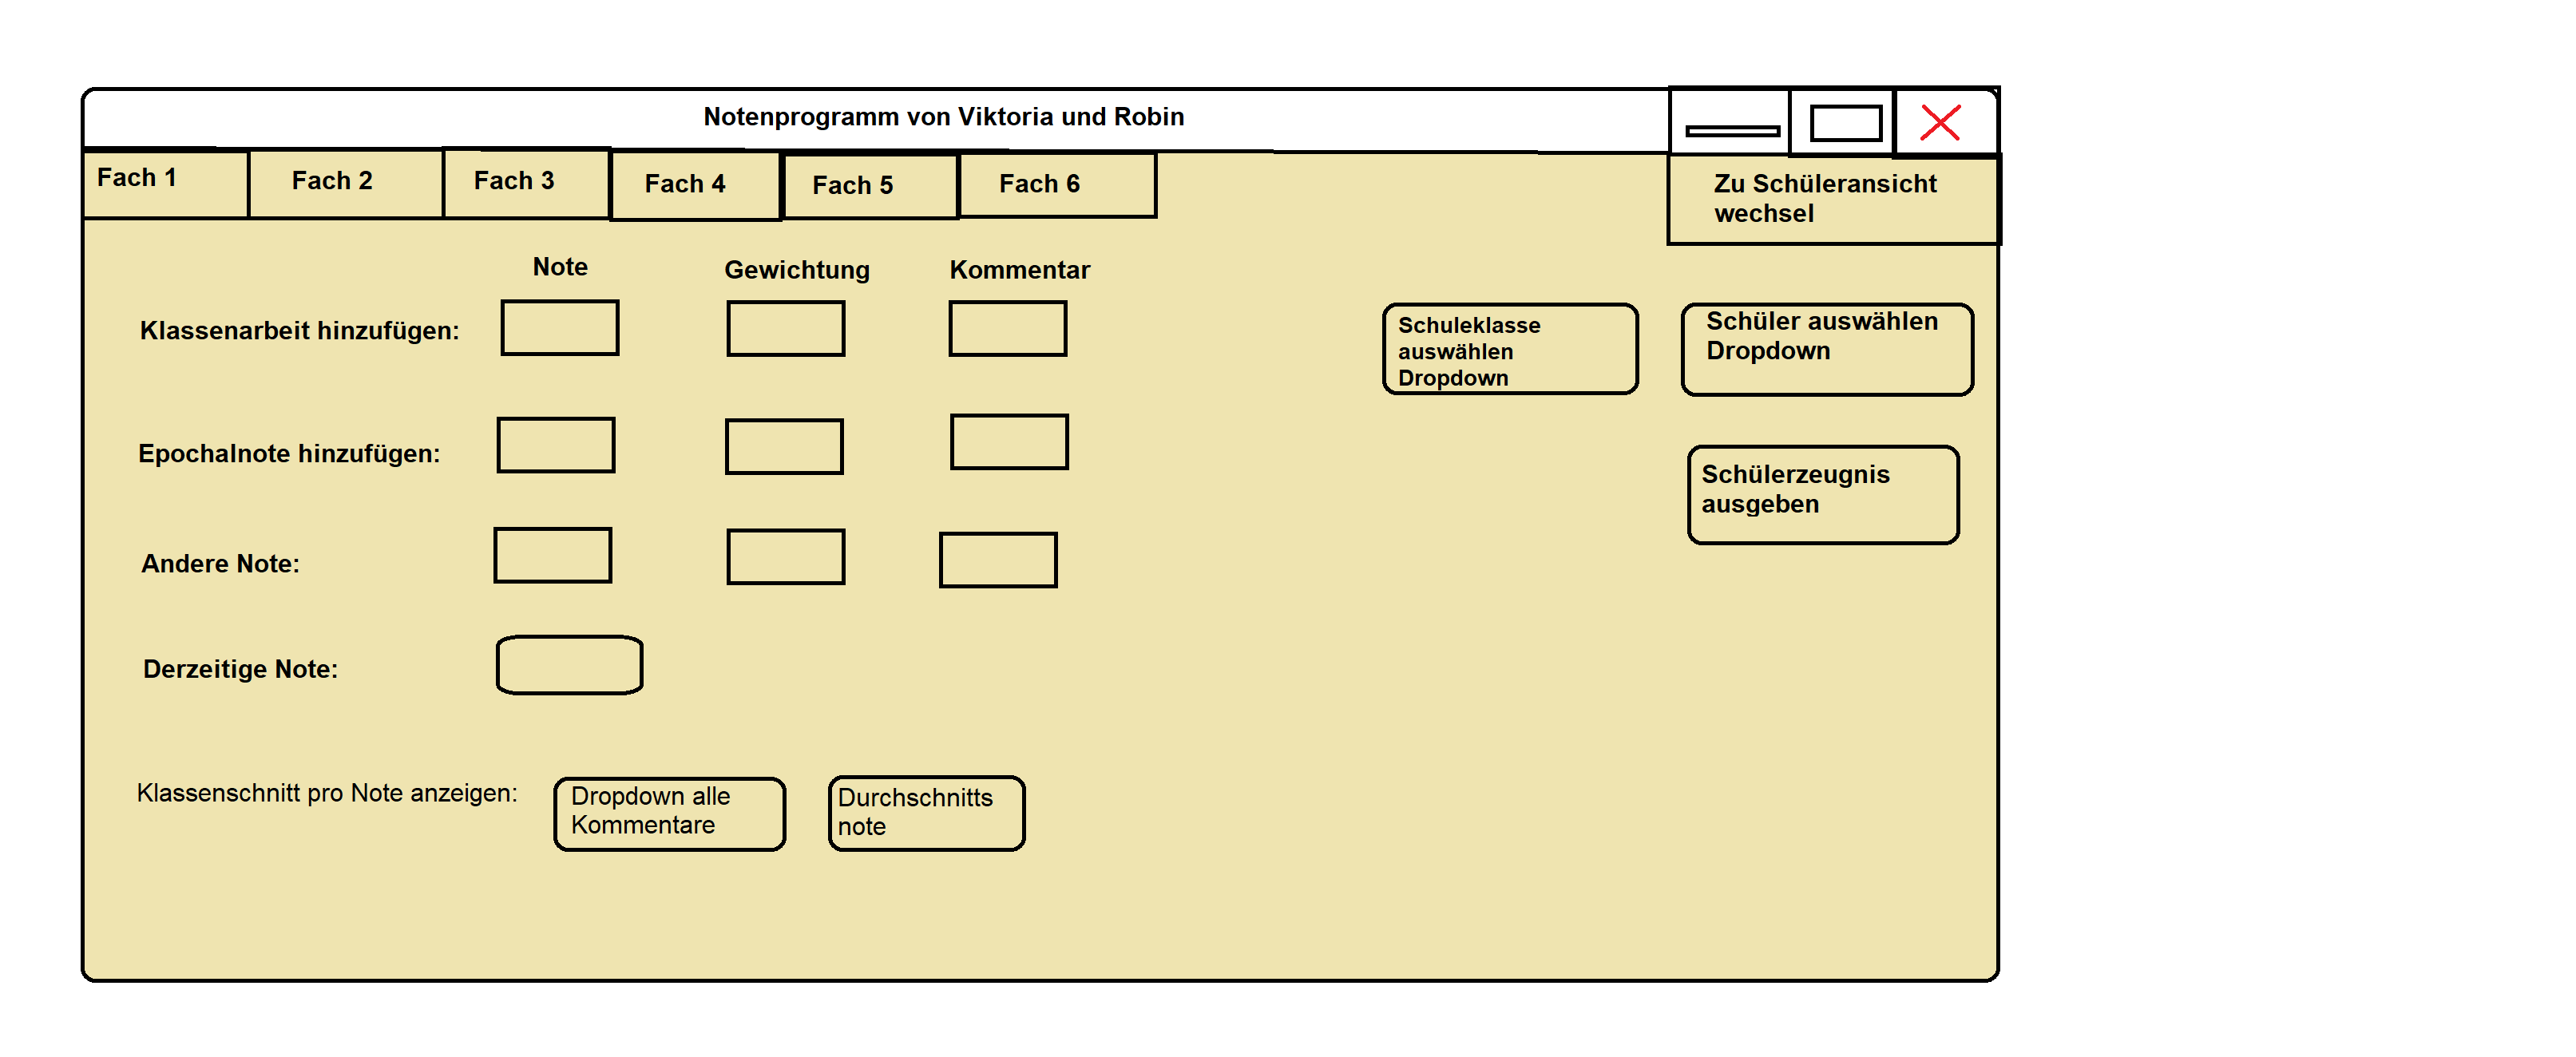 Notenprogramm von Viktoria und Robin
Fach 1
Fach 2
Fach 3
Fach 4
Fach 5
Fach 6
Zu Schüleransicht
wechsel
Note
Gewichtung
Kommentar
Klassenarbeit hinzufügen:
Schuleklasse
auswählen
Dropdown
Schüler auswählen
Dropdown
Epochalnote hinzufügen:
Schülerzeugnis
ausgeben
Andere Note:
Derzeitige Note:
Klassenschnitt pro Note anzeigen:
Dropdown alle
Kommentare
Durchschnitts
note